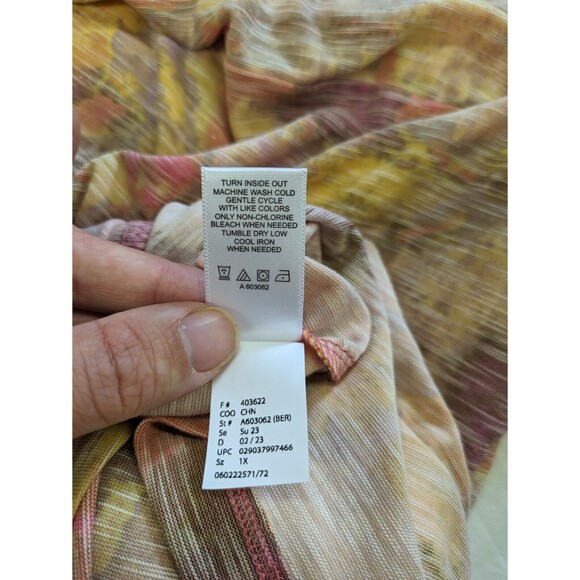 TURN INSIDE OUT
MACHINE WASH COLD
GENTLE CYCLE
WITH LIKE COLORS
ONLY NON-CHLORINE
BLEACH WHEN NEEDED
TUMBLE DRY LOW
COOL IRON
WHEN NEEDED
A 603062
F# 403622
COO CHN
St# A603062 (BER)
Se Su 23
D 02 / 23
UPC 029037997466
Sz 1X
060222571/72